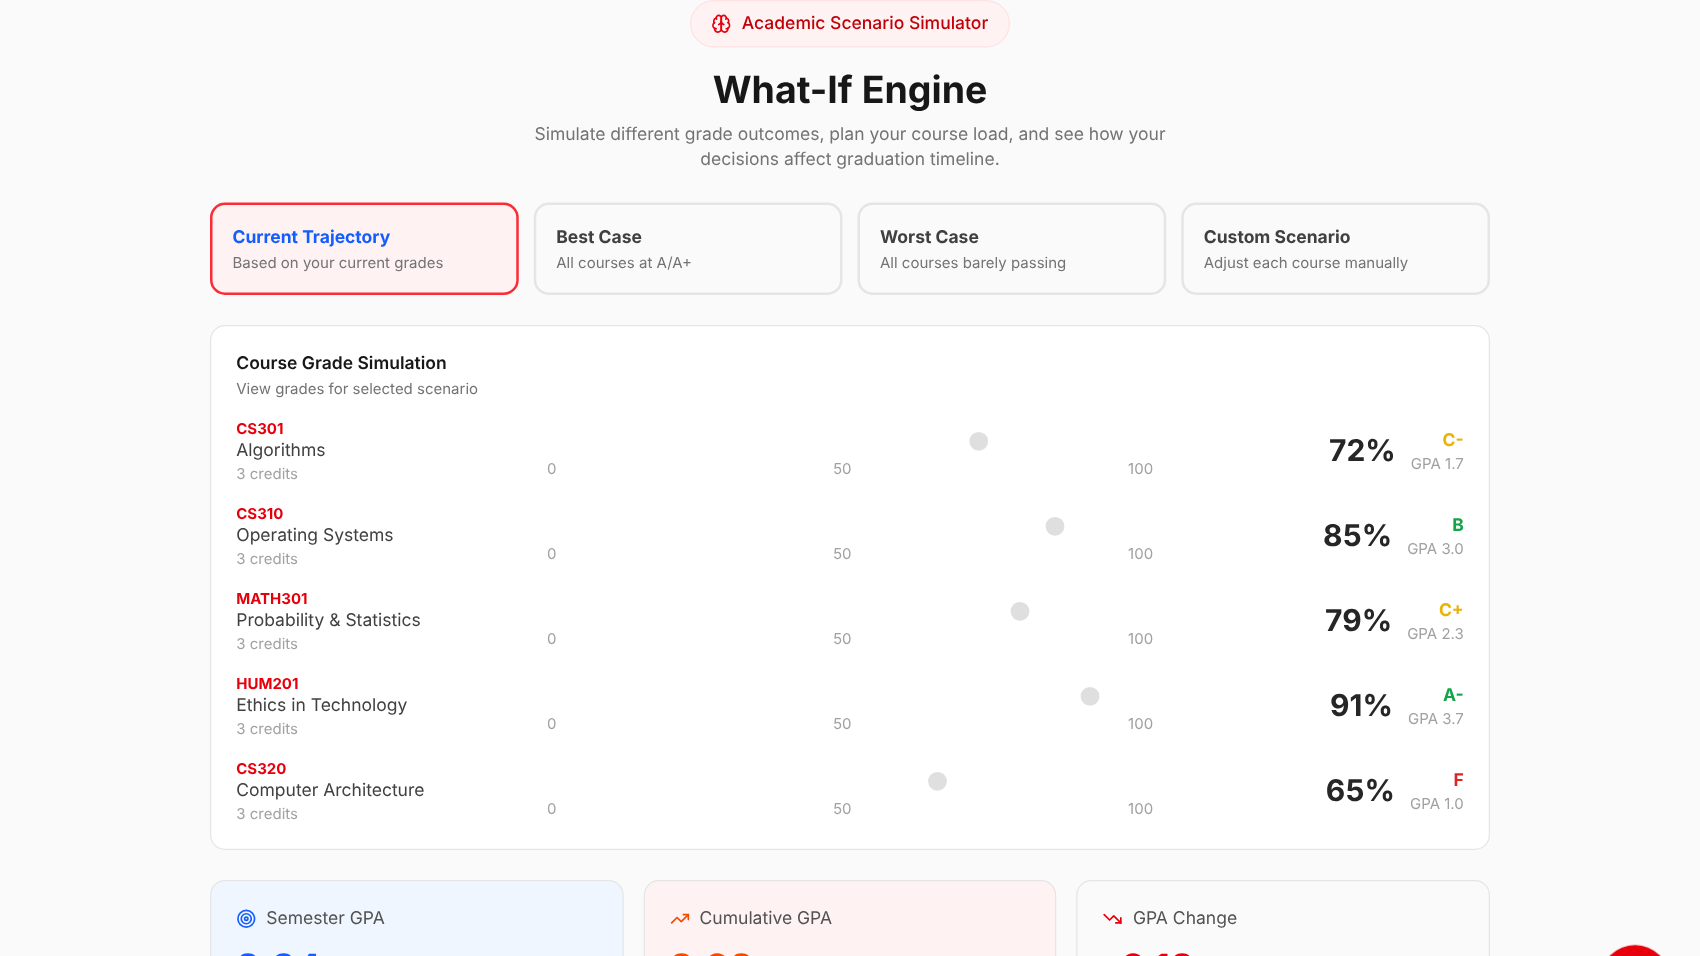 Academic Scenario Simulator
What-If Engine
Simulate different grade outcomes, plan your course load, and see how your
decisions affect graduation timeline.
Current Trajectory
Based on your current grades
Best Case
All courses at A/A+
Worst Case
All courses barely passing
Custom Scenario
Adjust each course manually
Course Grade Simulation
View grades for selected scenario
CS301
Algorithms
3 credits
0 50 100
72%
C-
GPA 1.7
CS310
Operating Systems
3 credits
0 50 100
85%
B
GPA 3.0
MATH301
Probability & Statistics
3 credits
0 50 100
79%
C+
GPA 2.3
HUM201
Ethics in Technology
3 credits
0 50 100
91%
A-
GPA 3.7
CS320
Computer Architecture
3 credits
0 50 100
65%
F
GPA 1.0
Semester GPA
Cumulative GPA
GPA Change